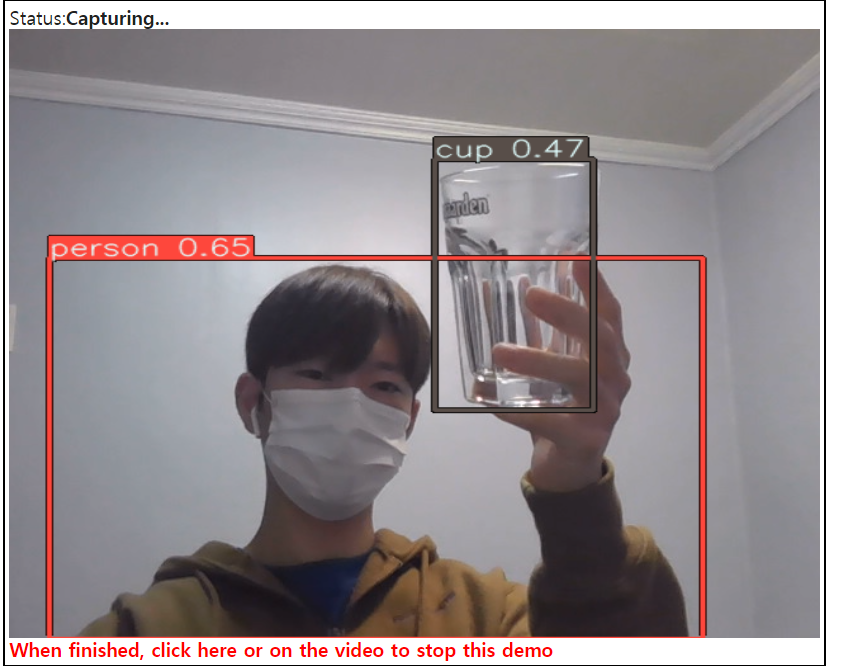 Status:Capturing...
cup 0.47
garden
person 0.65
When finished, click here or on the video to stop this demo